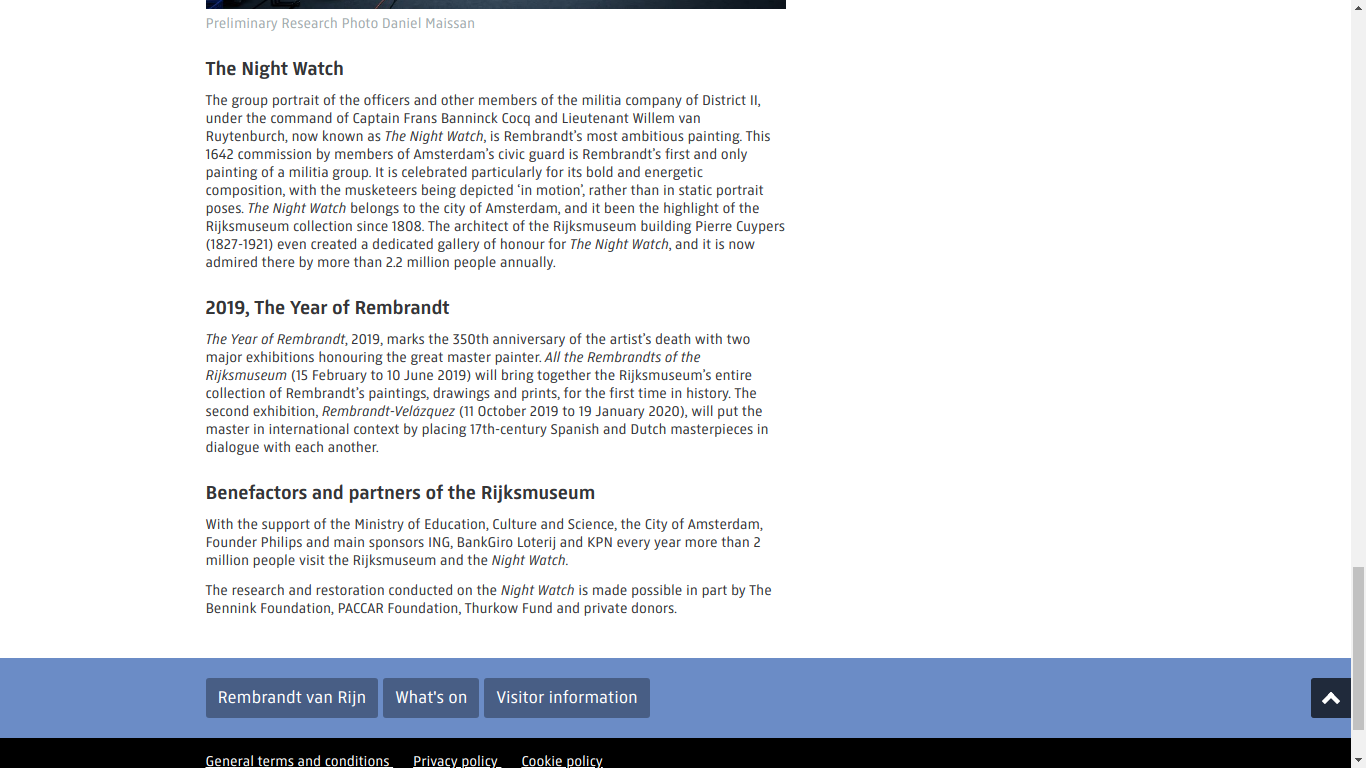 Preliminary Research Photo Daniel Maissan
The Night Watch
The group portrait of the officers and other members of the militia company of District II,
under the command of Captain Frans Banninck Cocq and Lieutenant Willem van
Ruytenburch, now known as The Night Watch, is Rembrandt's most ambitious painting. This
1642 commission by members of Amsterdam's civic guard is Rembrandt's first and only
painting of a militia group. It is celebrated particularly for its bold and energetic
composition, with the musketeers being depicted ‘in motion’, rather than in static portrait
poses. The Night Watch belongs to the city of Amsterdam, and it been the highlight of the
Rijksmuseum collection since 1808. The architect of the Rijksmuseum building Pierre Cuypers
(1827-1921) even created a dedicated gallery of honour for The Night Watch, and it is now
admired there by more than 2.2 million people annually.
2019, The Year of Rembrandt
The Year of Rembrandt, 2019, marks the 350th anniversary of the artist's death with two
major exhibitions honouring the great master painter. All the Rembrandts of the
Rijksmuseum (15 February to 10 June 2019) will bring together the Rijksmuseum's entire
collection of Rembrandt's paintings, drawings and prints, for the first time in history. The
second exhibition, Rembrandt-Velázquez (11 October 2019 to 19 January 2020), will put the
master in international context by placing 17th-century Spanish and Dutch masterpieces in
dialogue with each another.
Benefactors and partners of the Rijksmuseum
With the support of the Ministry of Education, Culture and Science, the City of Amsterdam,
Founder Philips and main sponsors ING, BankGiro Loterij and KPN every year more than 2
million people visit the Rijksmuseum and the Night Watch.
The research and restoration conducted on the Night Watch is made possible in part by The
Bennink Foundation, PACCAR Foundation, Thurkow Fund and private donors.
Rembrandt van Rijn What's on Visitor information
General terms and conditions Privacy policy Cookie policy